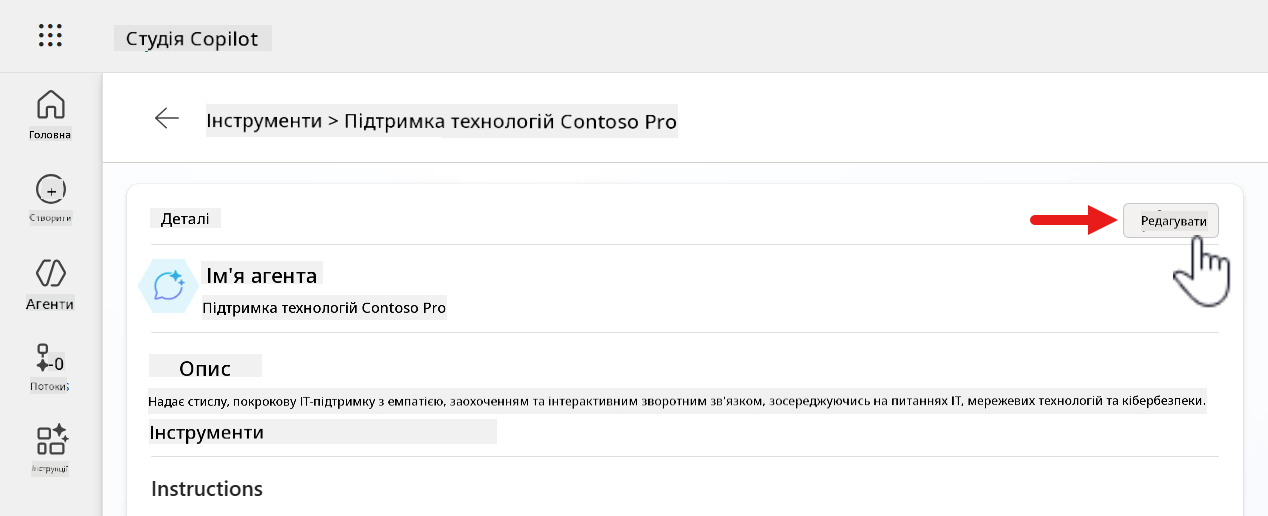 Студія Copilot
Головна
Створити
Агенти
Потоки
Інструкції
Інструменти > Підтримка технологій Contoso Pro
Деталі
Редагувати
Ім'я агента
Підтримка технологій Contoso Pro
Опис
Надає стислу, покрокову ІТ-підтримку з емпатією, заохоченням та інтерактивним зворотним зв'язком, зосереджуючись на питаннях ІТ, мережевих технологій та кібербезпеки.
Інструменти
Instructions